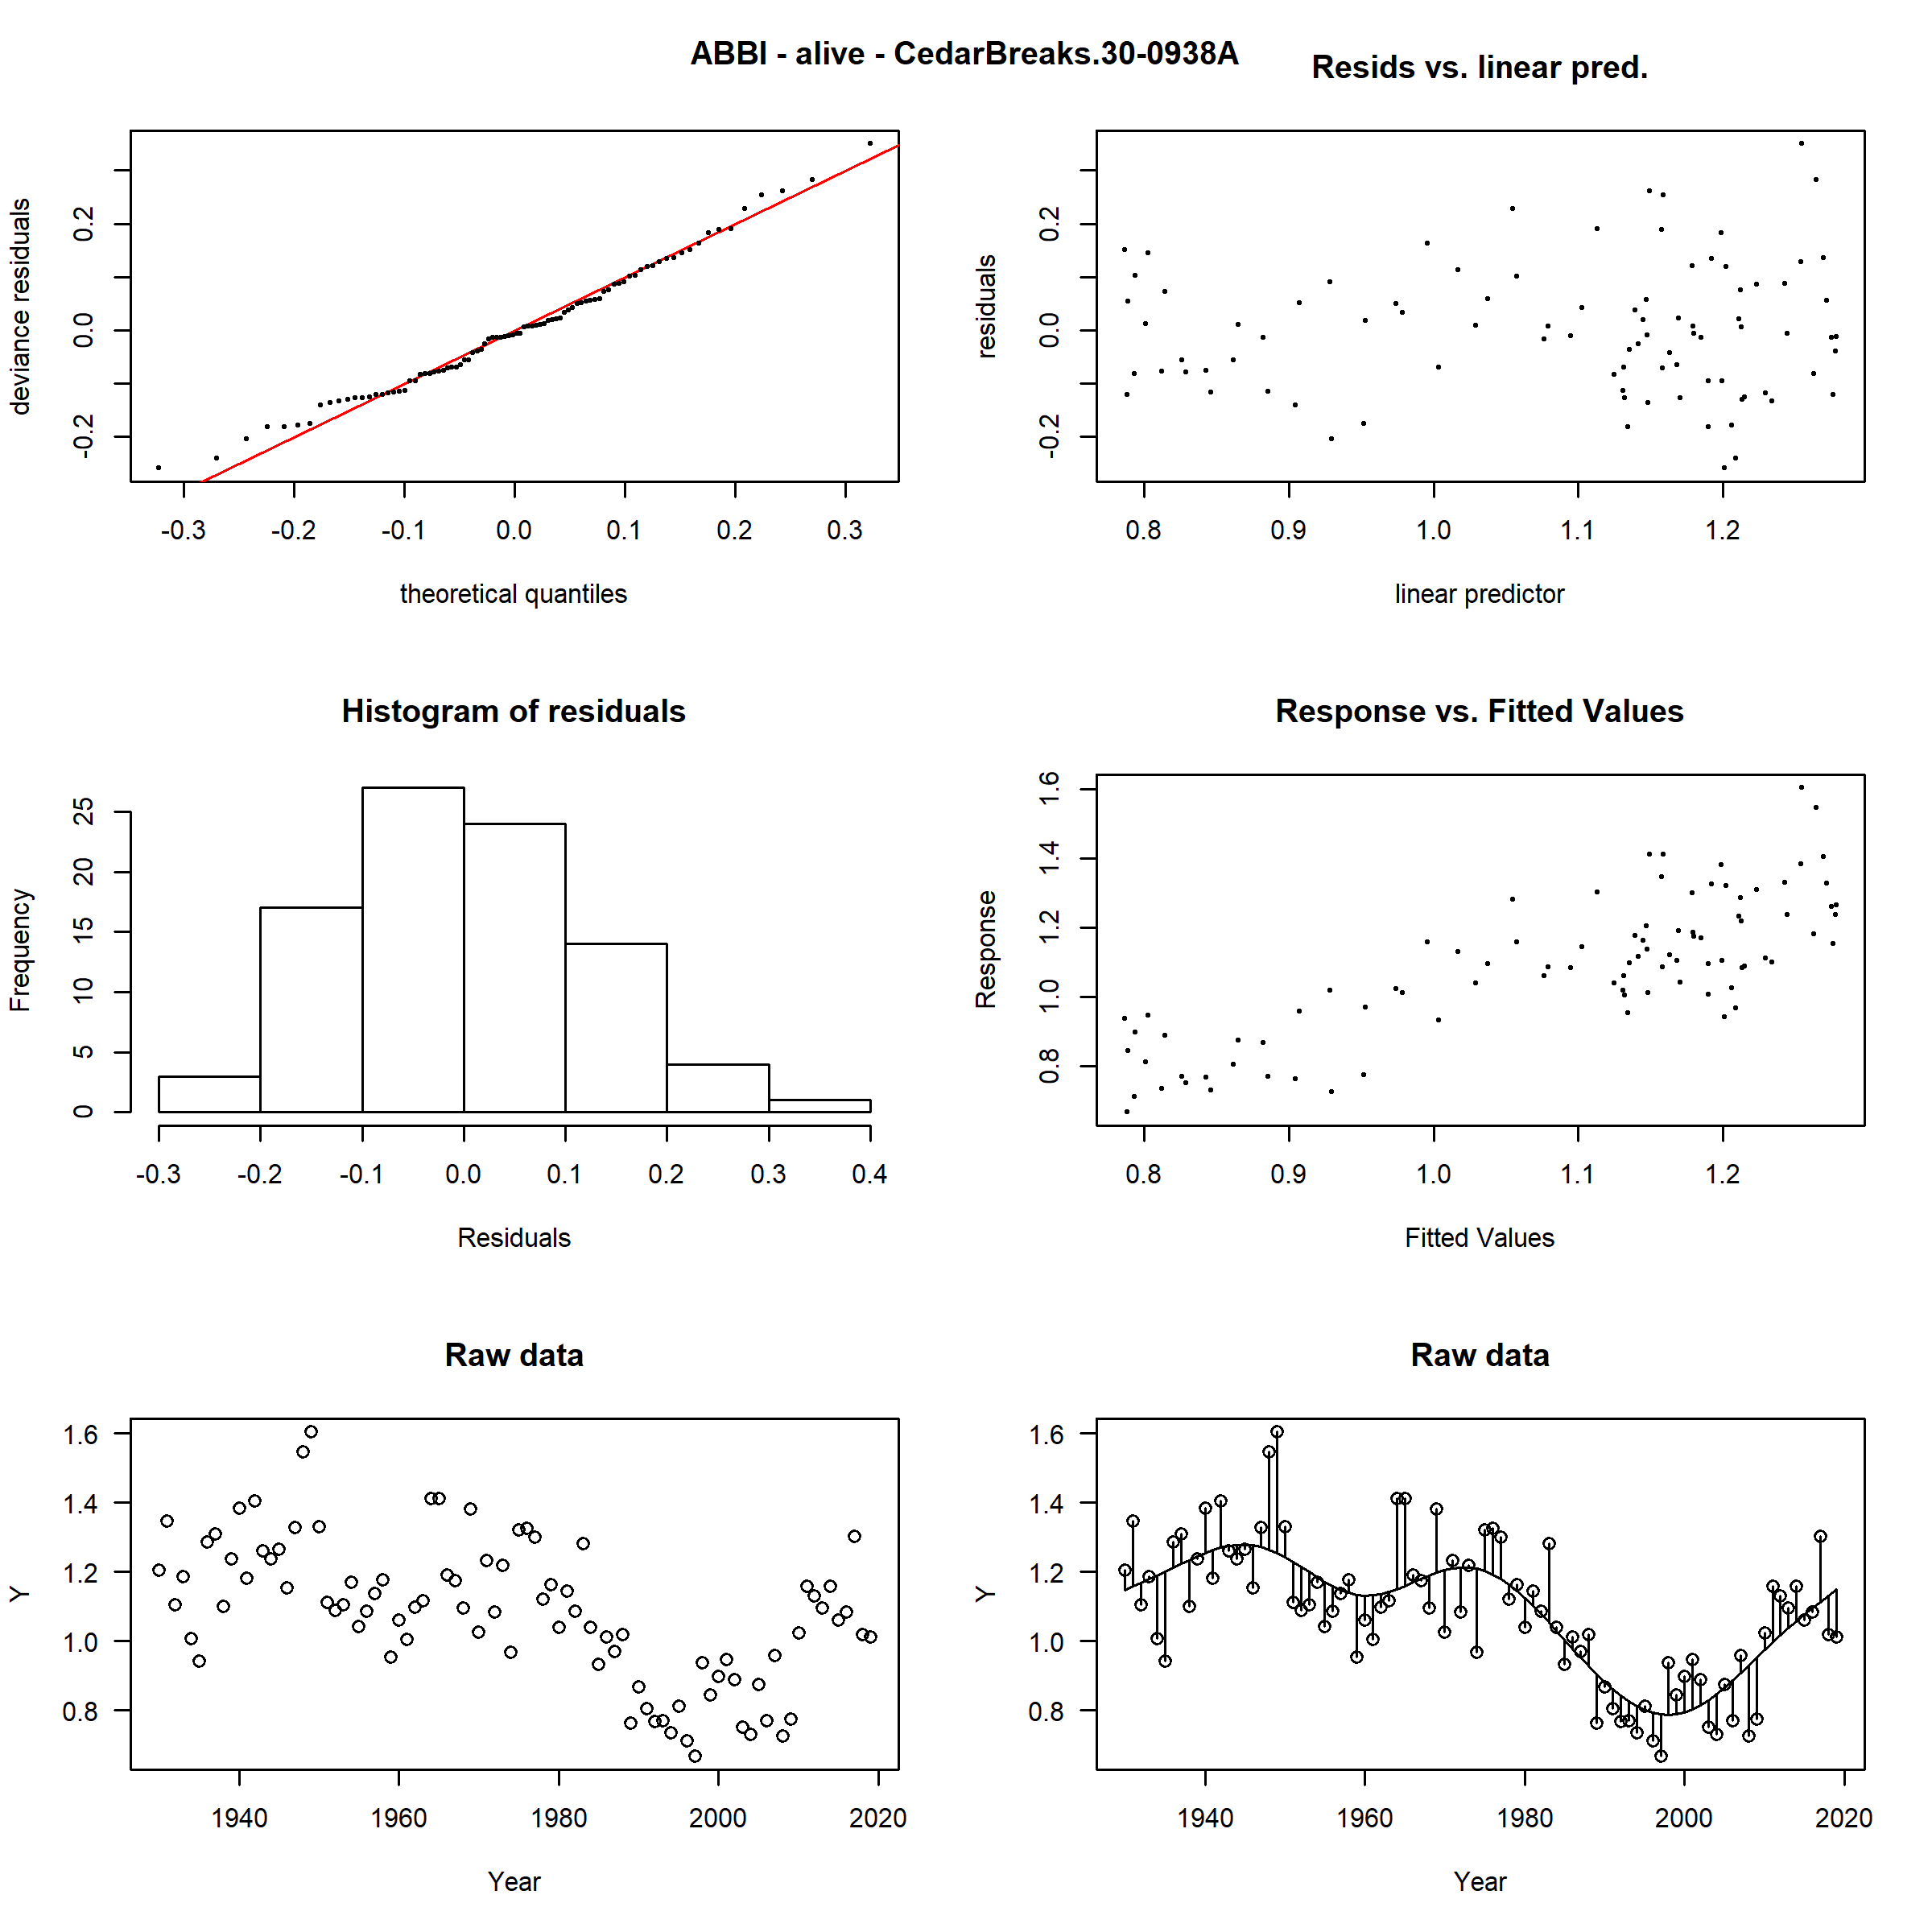 ABBI - alive - CedarBreaks.30-0938A
Resids vs. linear pred.
deviance residuals
-0.2 0.0 0.2
-0.3 -0.2 -0.1 0.0 0.1 0.2 0.3
theoretical quantiles
residuals
-0.2 0.0 0.2
0.8 0.9 1.0 1.1 1.2
linear predictor
Histogram of residuals
Frequency
0 5 10 15 20 25
-0.3 -0.2 -0.1 0.0 0.1 0.2 0.3 0.4
Residuals
Response vs. Fitted Values
Response
0.8 1.0 1.2 1.4 1.6
0.8 0.9 1.0 1.1 1.2
Fitted Values
Raw data
Y
1.6
1.4
1.2
1.0
0.8
1940 1960 1980 2000 2020
Year
Raw data
Y
1.6
1.4
1.2
1.0
0.8
1940 1960 1980 2000 2020
Year